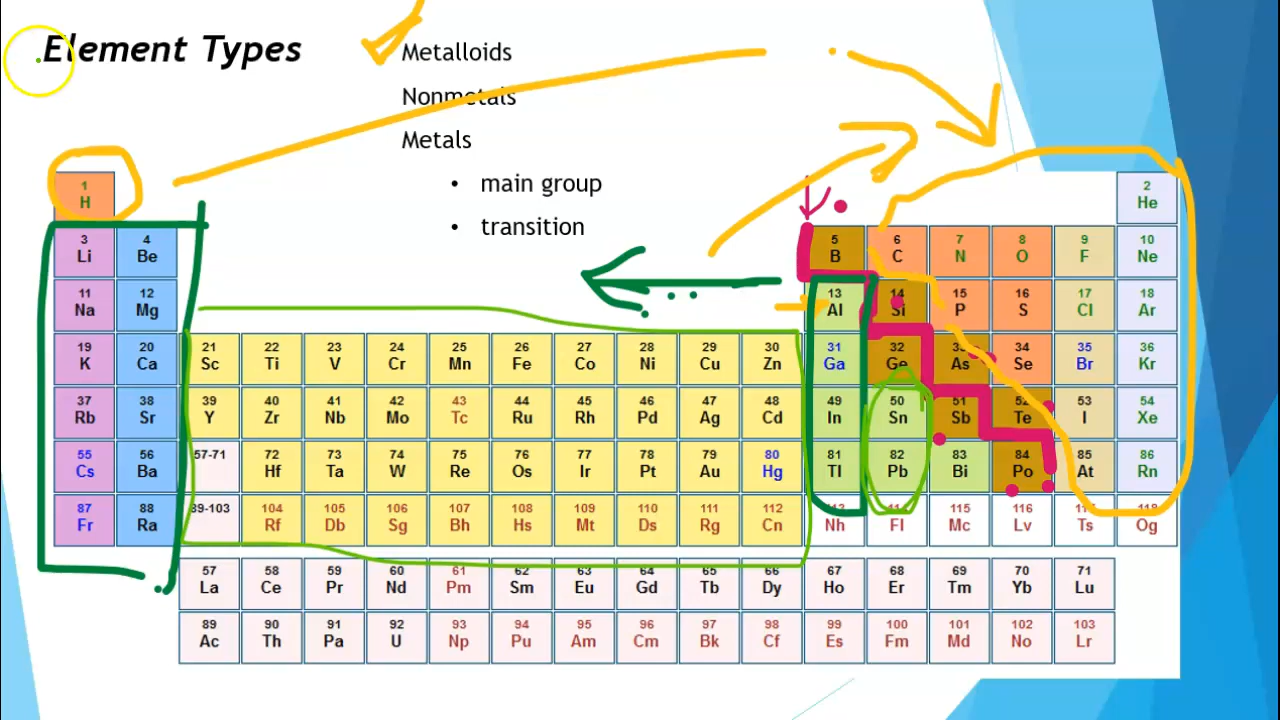 Element Types
Metalloids
Nonmetals
Metals
• main group
• transition
1 2
H He
3 4 5 6 7 8 9 10
Li Be B C N O F Ne
11 12 13 14 15 16 17 18
Na Mg Al Si P S Cl Ar
19 20 21 22 23 24 25 26 27 28 29 30 31 32 33 34 35 36
K Ca Sc Ti V Cr Mn Fe Co Ni Cu Zn Ga Ge As Se Br Kr
37 38 39 40 41 42 43 44 45 46 47 48 49 50 51 52 53 54
Rb Sr Y Zr Nb Mo Tc Ru Rh Pd Ag Cd In Sn Sb Te I Xe
55 56 57-71 72 73 74 75 76 77 78 79 80 81 82 83 84 85 86
Cs Ba Hf Ta W Re Os Ir Pt Au Hg Tl Pb Bi Po At Rn
87 88 89-103 104 105 106 107 108 109 110 111 112 115 116
Fr Ra Rf Db Sg Bh Hs Mt Ds Rg Cn Nh Fl Mc Lv Ts Og
57 58 59 60 61 62 63 64 65 66 67 68 69 70 71
La Ce Pr Nd Pm Sm Eu Gd Tb Dy Ho Er Tm Yb Lu
89 90 91 92 93 94 95 96 97 98 99 100 101 102 103
Ac Th Pa U Np Pu Am Cm Bk Cf Es Fm Md No Lr